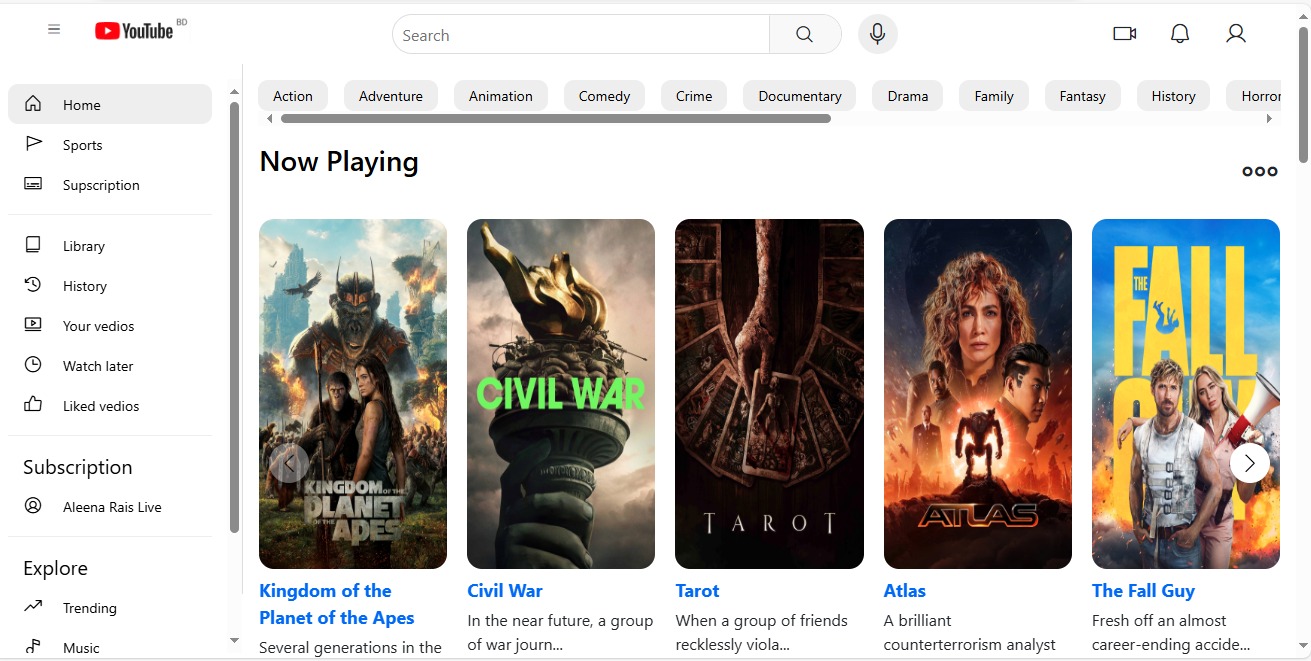 YouTube BD
Search
Home
Sports
Supscription
Library
History
Your vedios
Watch later
Liked vedios
Subscription
Aleena Rais Live
Explore
Trending
Music
Action Adventure Animation Comedy Crime Documentary Drama Family Fantasy History Horror
Now Playing
KINGDOM OF THE
PLANET
OF THE APES
CIVIL WAR
TAROT
ATLAS
THE FALL
GUY
Kingdom of the
Planet of the Apes
Several generations in the
Civil War
In the near future, a group
of war journ...
Tarot
When a group of friends
recklessly viola...
Atlas
A brilliant
counterterrorism analyst
The Fall Guy
Fresh off an almost
career-ending accide...